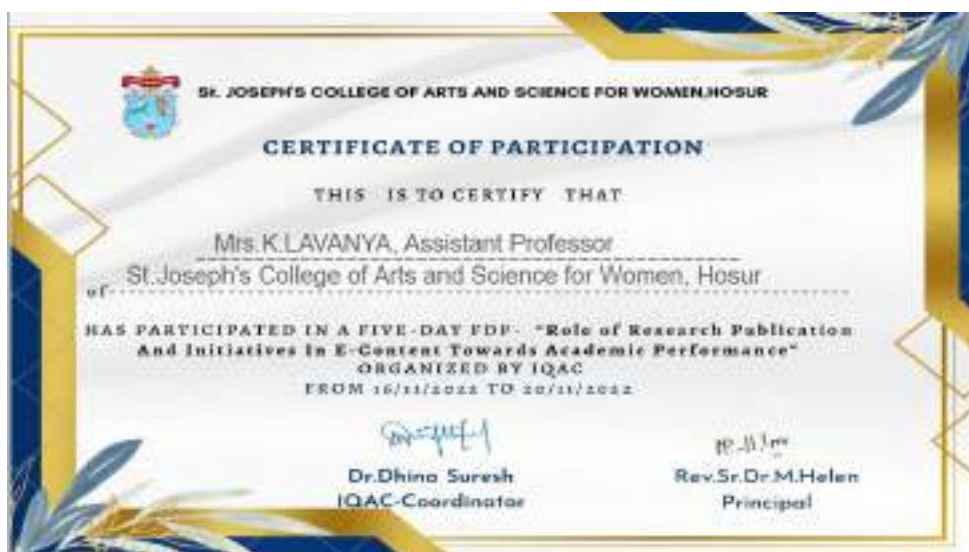 St. JOSEPH'S COLLEGE OF ARTS AND SCIENCE FOR WOMEN,HOSUR
CERTIFICATE OF PARTICIPATION
THIS IS TO CERTIFY THAT
Mrs.K.LAVANYA, Assistant Professor
of St.Joseph's College of Arts and Science for Women, Hosur
HAS PARTICIPATED IN A FIVE-DAY FDP- "Role of Research Publication
And Initiatives In E-Content Towards Academic Performance"
ORGANIZED BY IQAC
FROM 16/11/2022 TO 20/11/2022
Dr.Dhina Suresh
IQAC-Coordinator
Rev.Sr.Dr.M.Helen
Principal